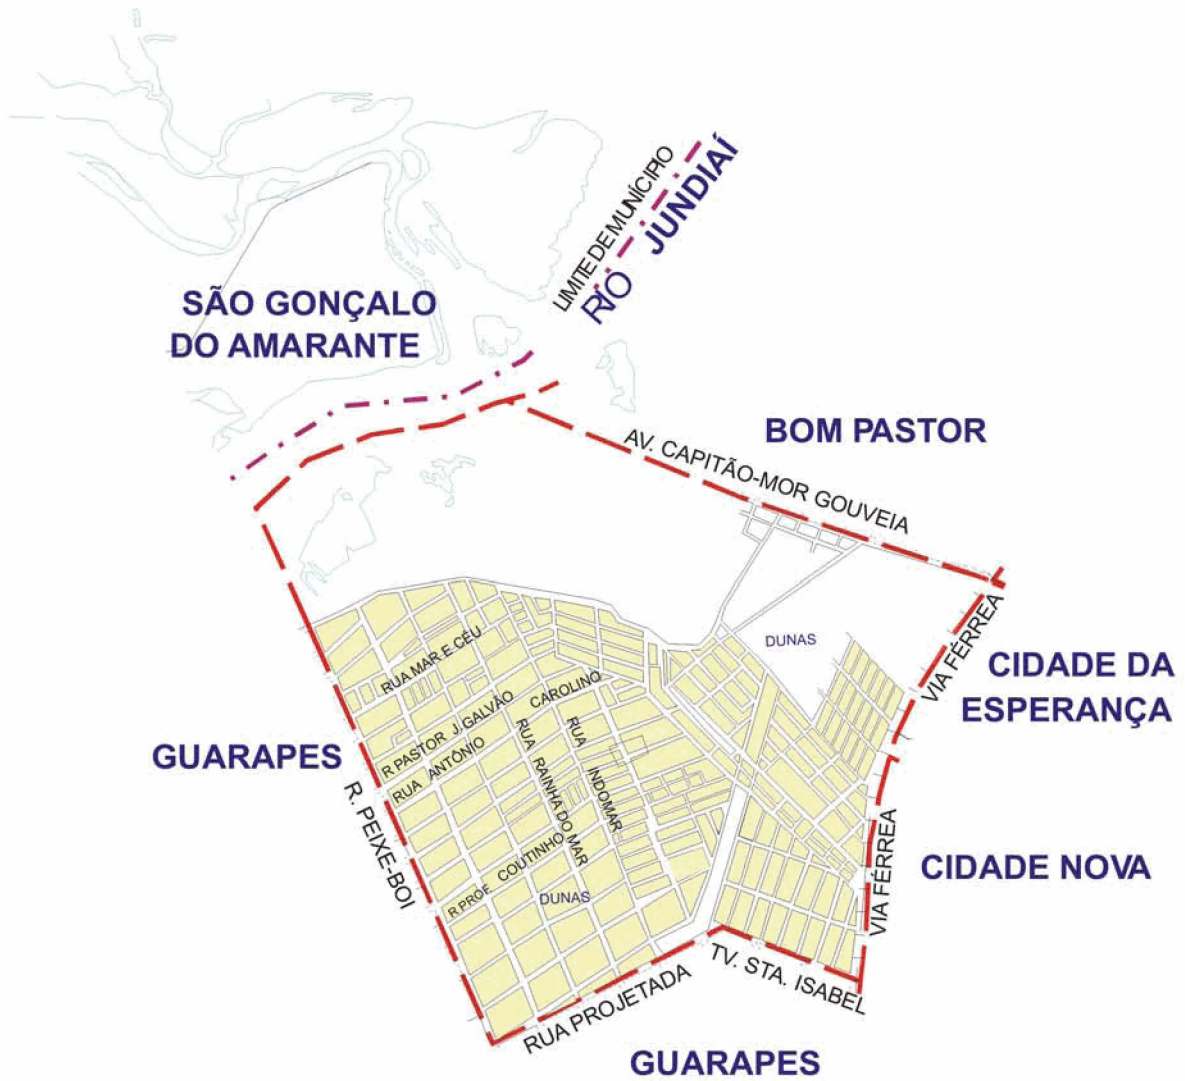 LIMITE DE MUNÍCIPIO
RIO JUNDIAÍ
SÃO GONÇALO
DO AMARANTE
BOM PASTOR
AV. CAPITÃO-MOR GOUVEIA
DUNAS
VIA FÉRREA
CIDADE DA
ESPERANÇA
RUA MAR E CÉU
R PASTOR J. GALVÃO
RUA ANTÔNIO CAROLINO
RUA RAINHA DO MAR
RUA INDOMAR
GUARAPES
R. PEIXE-BOI
R PROF. COUTINHO
DUNAS
VIA FÉRREA
CIDADE NOVA
RUA PROJETADA
TV. STA. ISABEL
GUARAPES